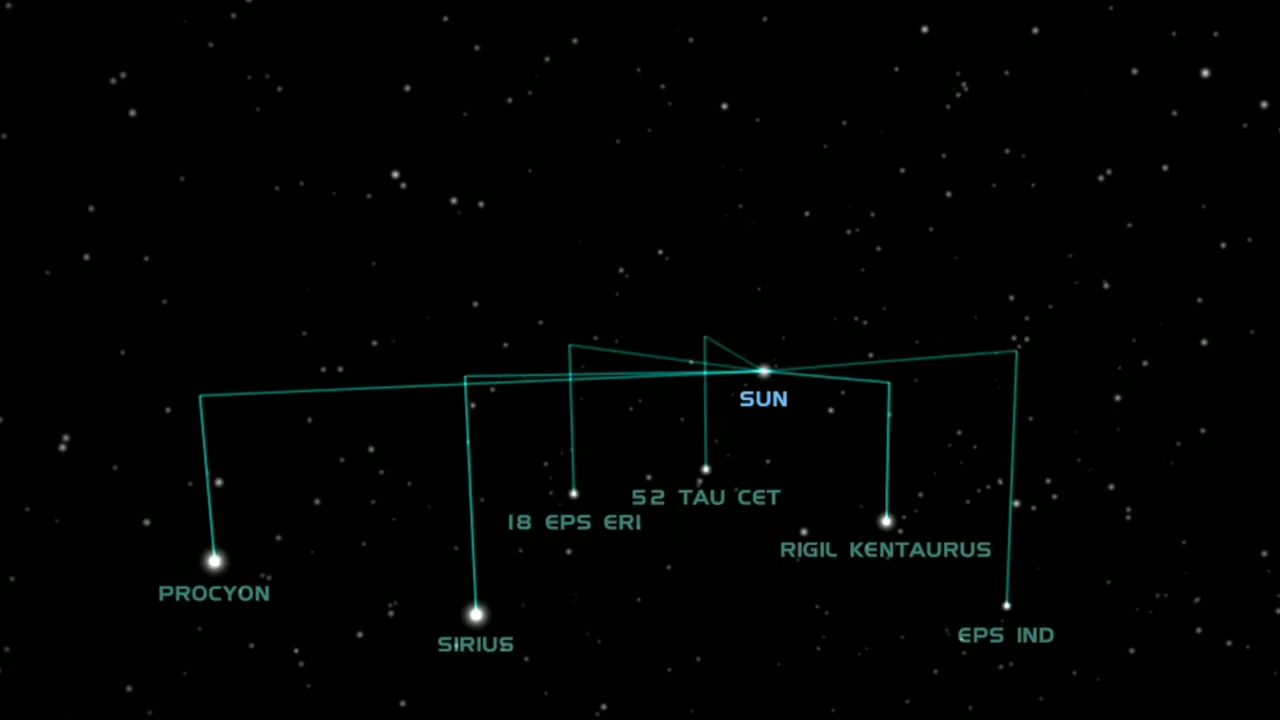 SUN
52 TAU CET
18 EPS ERI
RIGIL KENTAURUS
PROCYON
EPS IND
SIRIUS